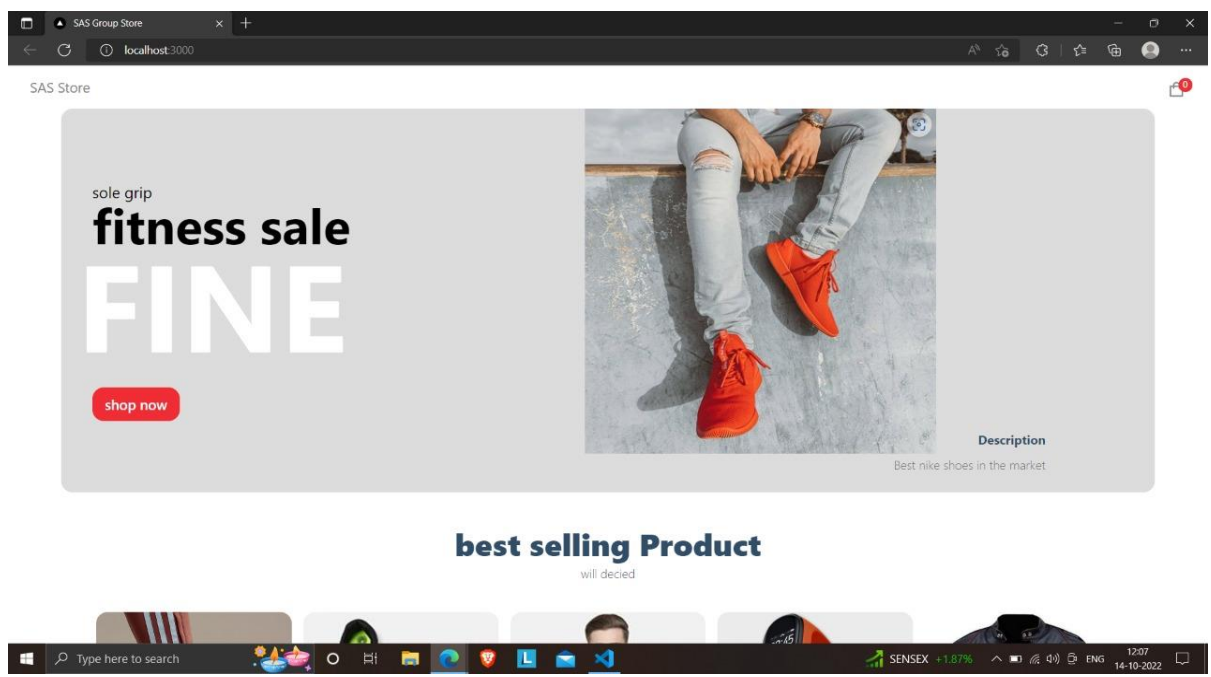 SAS Group Store
localhost:3000
SAS Store
0
sole grip
fitness sale
FINE
shop now
Description
Best nike shoes in the market
best selling Product
will decied
Type here to search
SENSEX +1.87%
ENG
12:07
14-10-2022